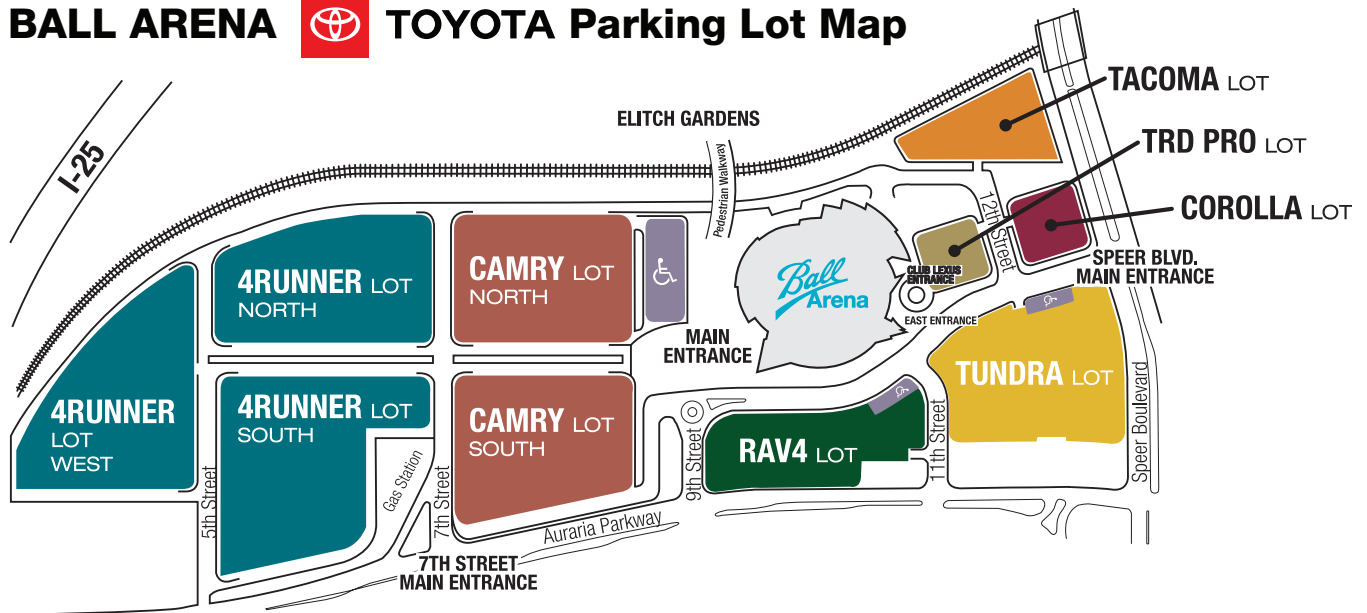 BALL ARENA TOYOTA Parking Lot Map
I-25
ELITCH GARDENS
Pedestrian Walkway
TACOMA LOT
TRD PRO LOT
COROLLA LOT
12th Street
SPEER BLVD.
MAIN ENTRANCE
4RUNNER LOT
NORTH
CAMRY LOT
NORTH
Ball
Arena
CLUB LEXUS
ENTRANCE
EAST ENTRANCE
MAIN
ENTRANCE
4RUNNER
LOT
WEST
4RUNNER LOT
SOUTH
CAMRY LOT
SOUTH
RAV4 LOT
TUNDRA LOT
5th Street
Gas Station
7th Street
9th Street
11th Street
Speer Boulevard
Auraria Parkway
7TH STREET
MAIN ENTRANCE